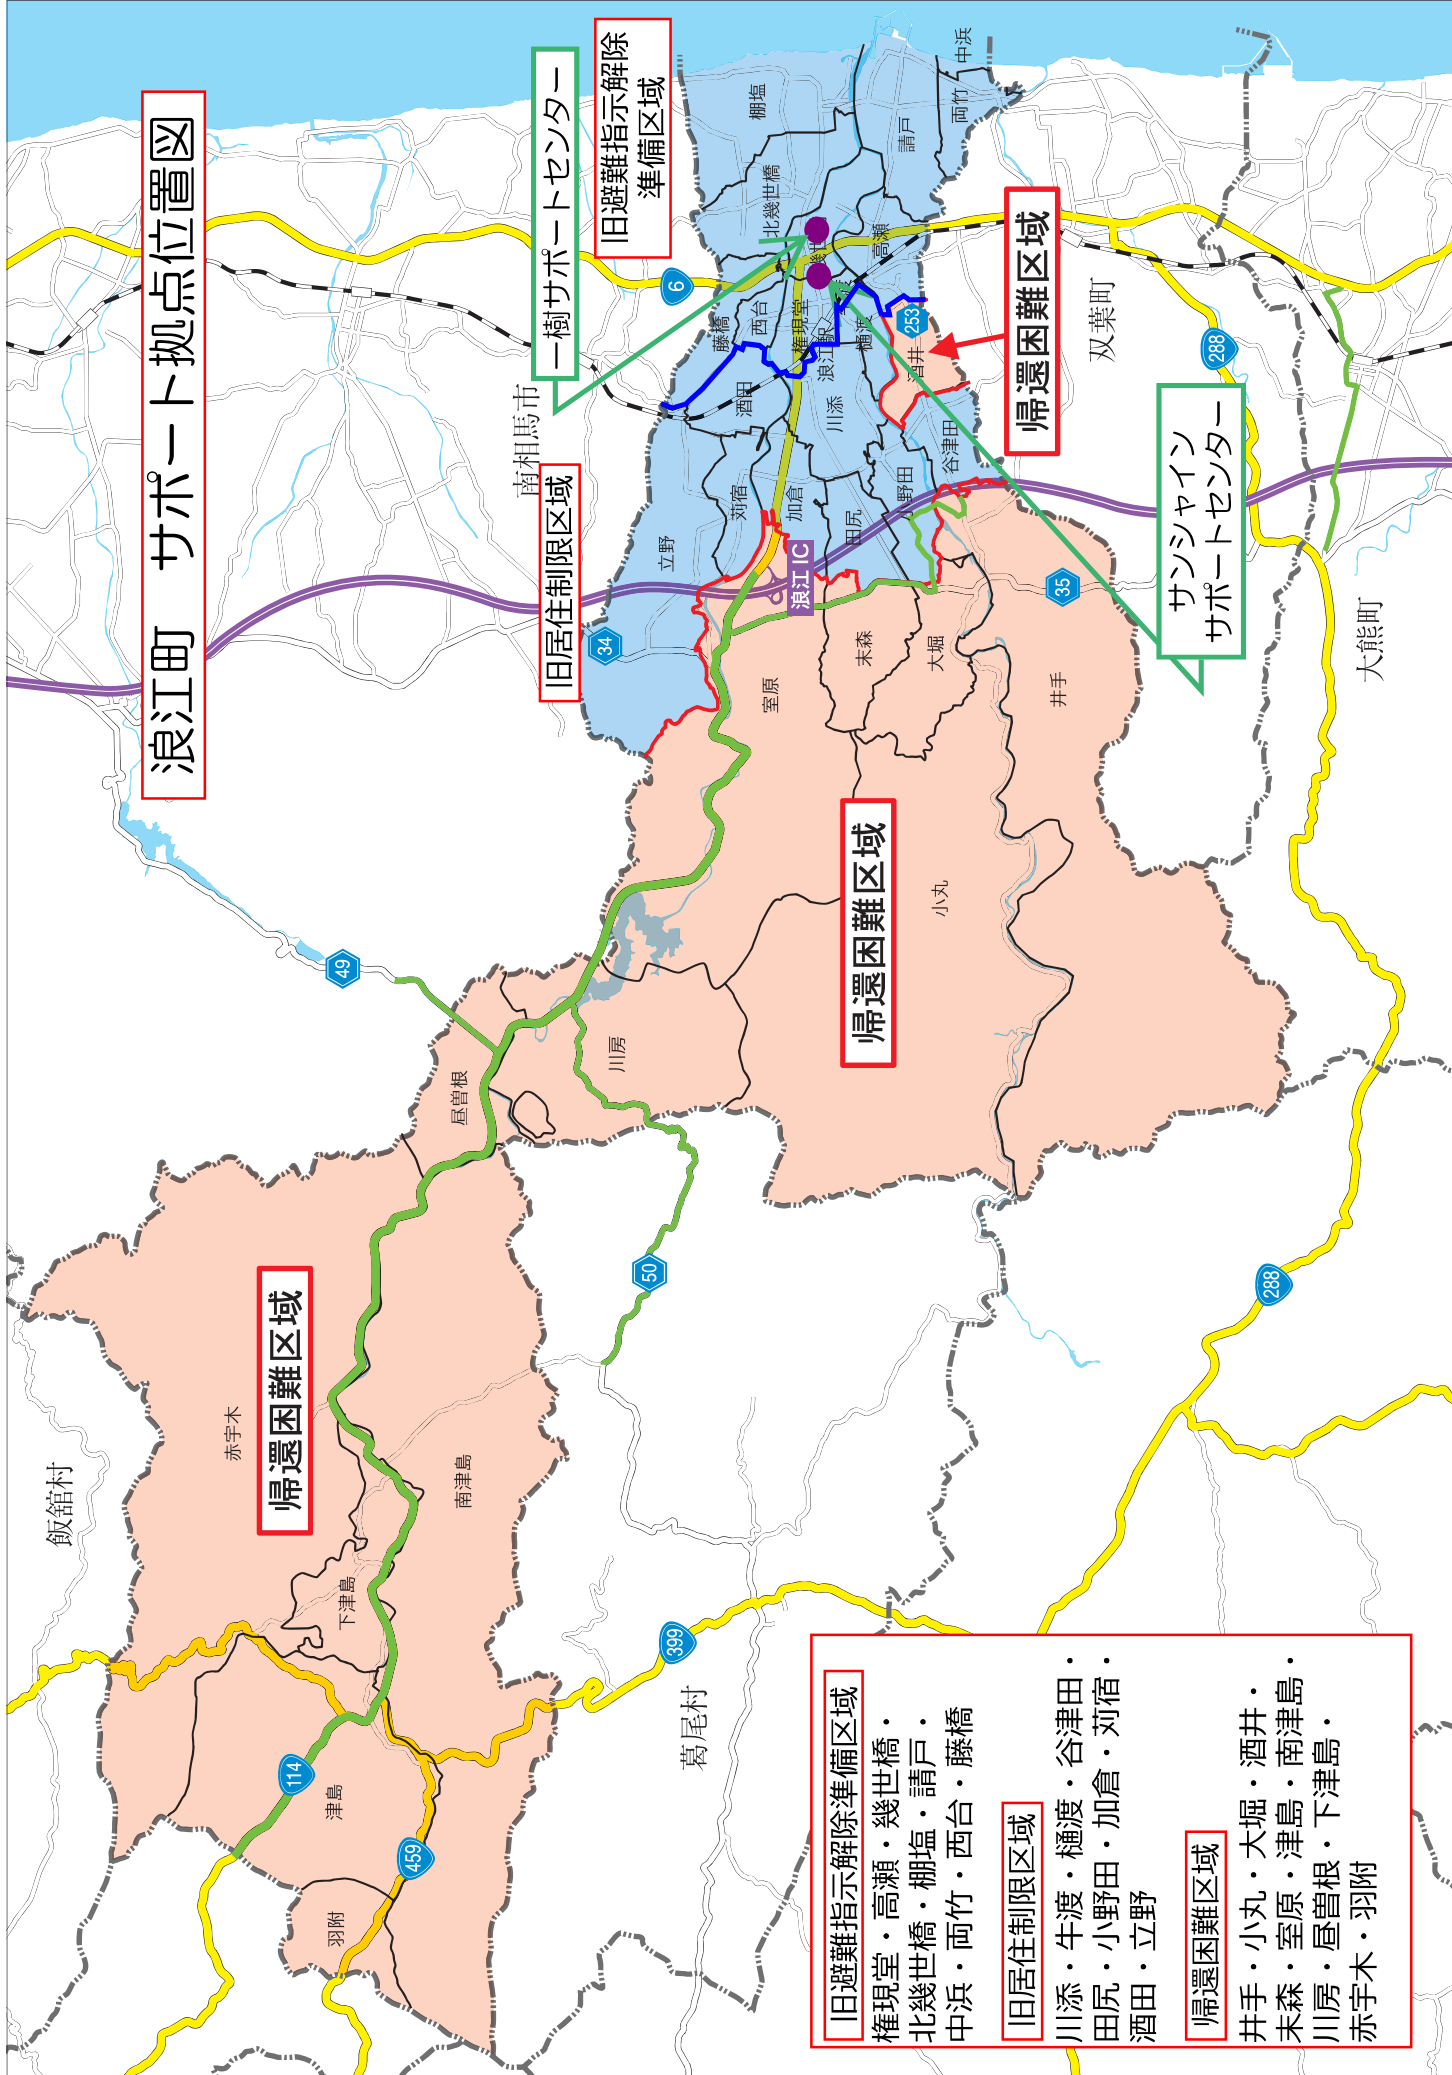 浪江町　サポート拠点位置図
一樹サポートセンター
旧避難指示解除
準備区域
旧居住制限区域
帰還困難区域
サンシャイン
サポートセンター
帰還困難区域
帰還困難区域
南相馬市
双葉町
大熊町
飯舘村
葛尾村
中浜
両竹
請戸
棚塩
北幾世橋
高瀬
藤橋
西台
権現堂
浪江駅
樋渡
酒井
酒田
川添
谷津田
苅宿
加倉
小野田
田尻
立野
浪江 IC
末森
大堀
室原
井手
小丸
川房
昼曽根
赤宇木
南津島
下津島
津島
羽附
6
253
288
34
35
49
50
288
399
114
459
旧避難指示解除準備区域
権現堂・高瀬・幾世橋・
北幾世橋・棚塩・請戸・
中浜・両竹・西台・藤橋
旧居住制限区域
川添・牛渡・樋渡・谷津田・
田尻・小野田・加倉・苅宿・
酒田・立野
帰還困難区域
井手・小丸・大堀・酒井・
末森・室原・津島・南津島・
川房・昼曽根・下津島・
赤宇木・羽附